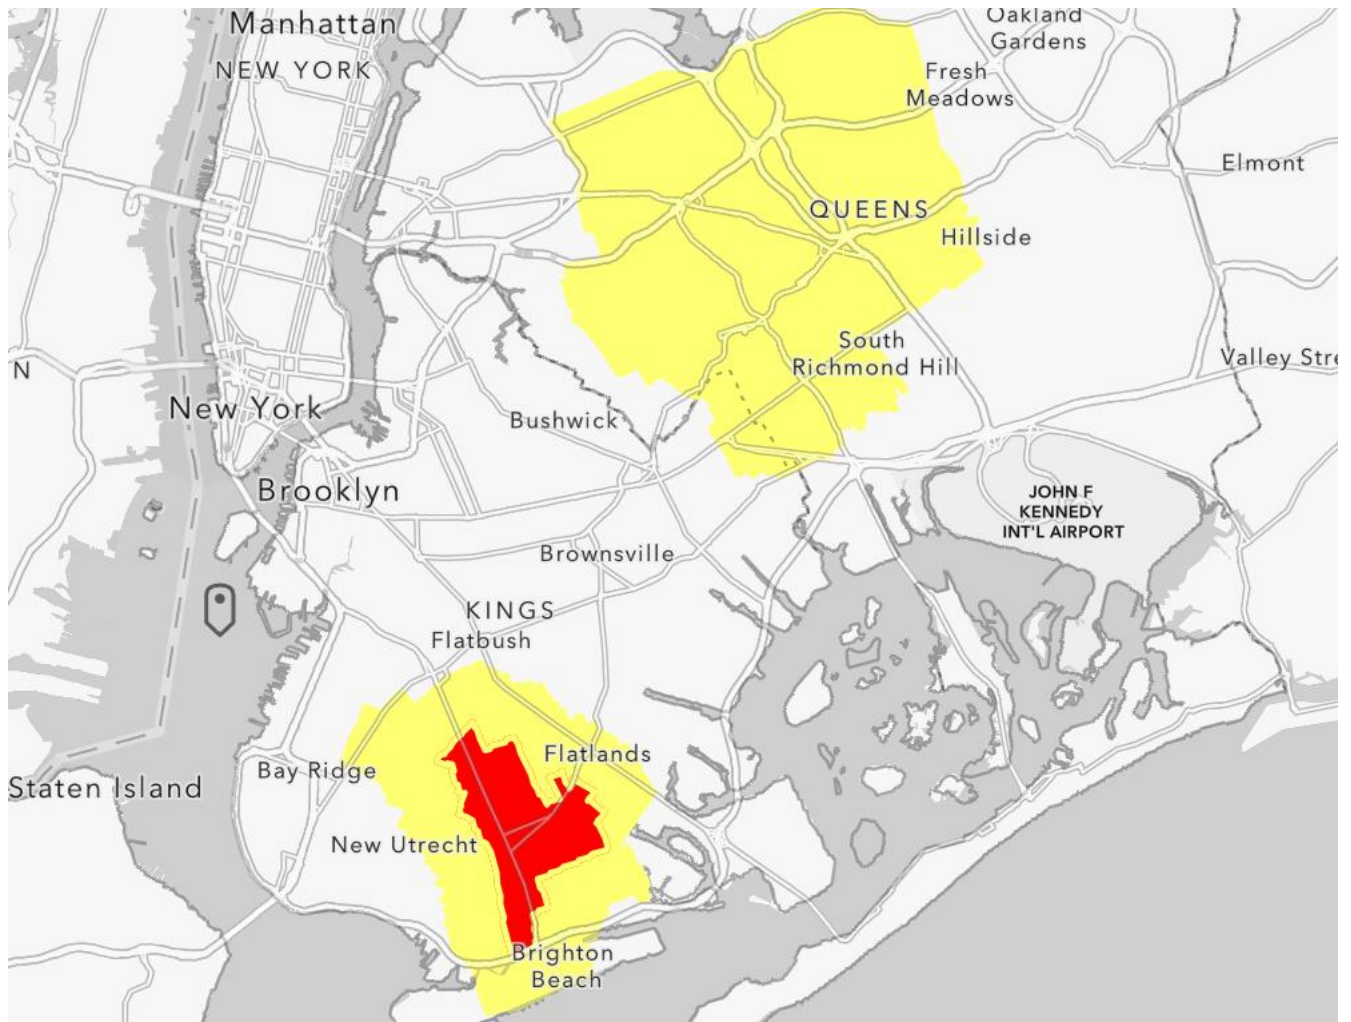 Manhattan
NEW YORK
Oakland
Gardens
Fresh
Meadows
Elmont
QUEENS
Hillside
South
Richmond Hill
Valley Stre
N
New York
Bushwick
Brooklyn
JOHN F
KENNEDY
INT'L AIRPORT
Brownsville
KINGS
Flatbush
Flatlands
Bay Ridge
Staten Island
New Utrecht
Brighton
Beach